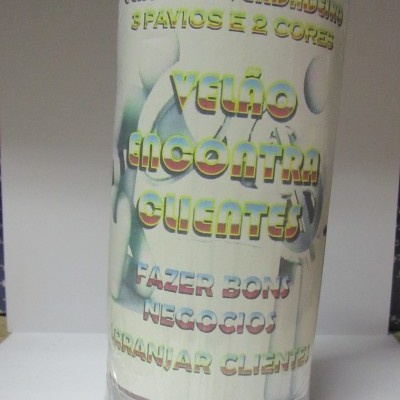 3 PAVIOS E 2 CORES
VELÃO
ENCONTRA
CLIENTES
FAZER BONS
NEGOCIOS
ARRANJAR CLIENTES